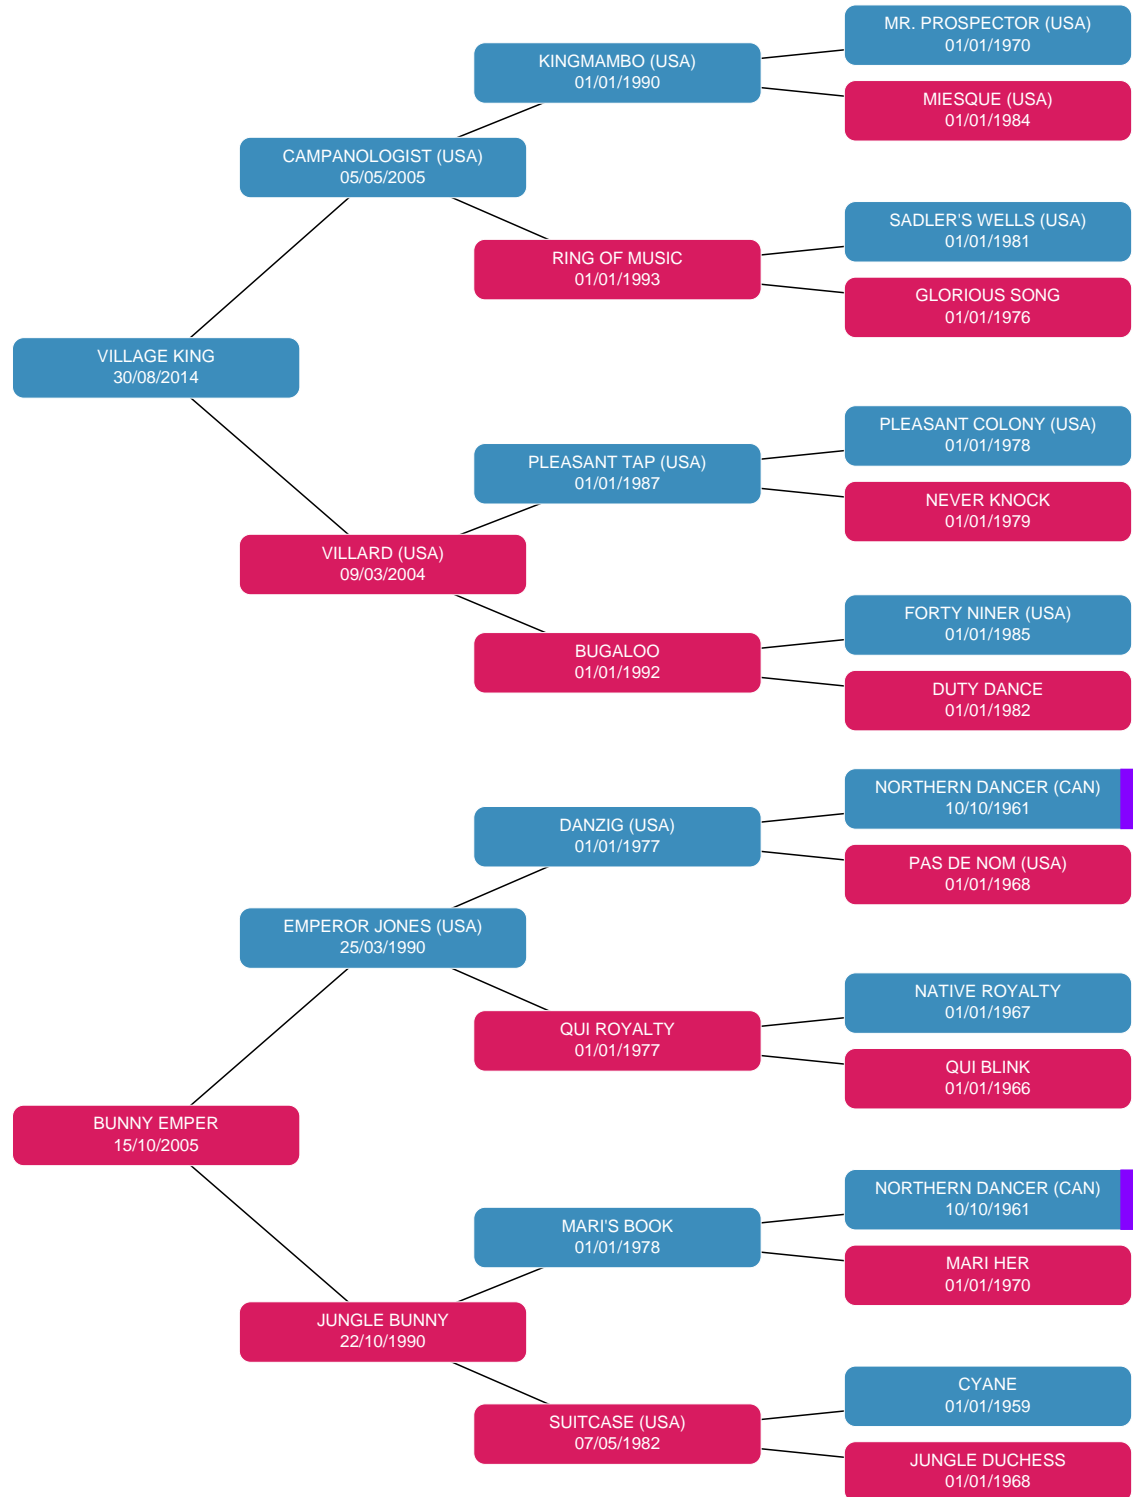 MR. PROSPECTOR (USA)
01/01/1970
KINGMAMBO (USA)
01/01/1990
MIESQUE (USA)
01/01/1984
CAMPANOLOGIST (USA)
05/05/2005
SADLER'S WELLS (USA)
01/01/1981
RING OF MUSIC
01/01/1993
GLORIOUS SONG
01/01/1976
VILLAGE KING
30/08/2014
PLEASANT COLONY (USA)
01/01/1978
PLEASANT TAP (USA)
01/01/1987
NEVER KNOCK
01/01/1979
VILLARD (USA)
09/03/2004
FORTY NINER (USA)
01/01/1985
BUGALOO
01/01/1992
DUTY DANCE
01/01/1982
NORTHERN DANCER (CAN)
10/10/1961
DANZIG (USA)
01/01/1977
PAS DE NOM (USA)
01/01/1968
EMPEROR JONES (USA)
25/03/1990
NATIVE ROYALTY
01/01/1967
QUI ROYALTY
01/01/1977
QUI BLINK
01/01/1966
BUNNY EMPER
15/10/2005
NORTHERN DANCER (CAN)
10/10/1961
MARI'S BOOK
01/01/1978
MARI HER
01/01/1970
JUNGLE BUNNY
22/10/1990
CYANE
01/01/1959
SUITCASE (USA)
07/05/1982
JUNGLE DUCHESS
01/01/1968